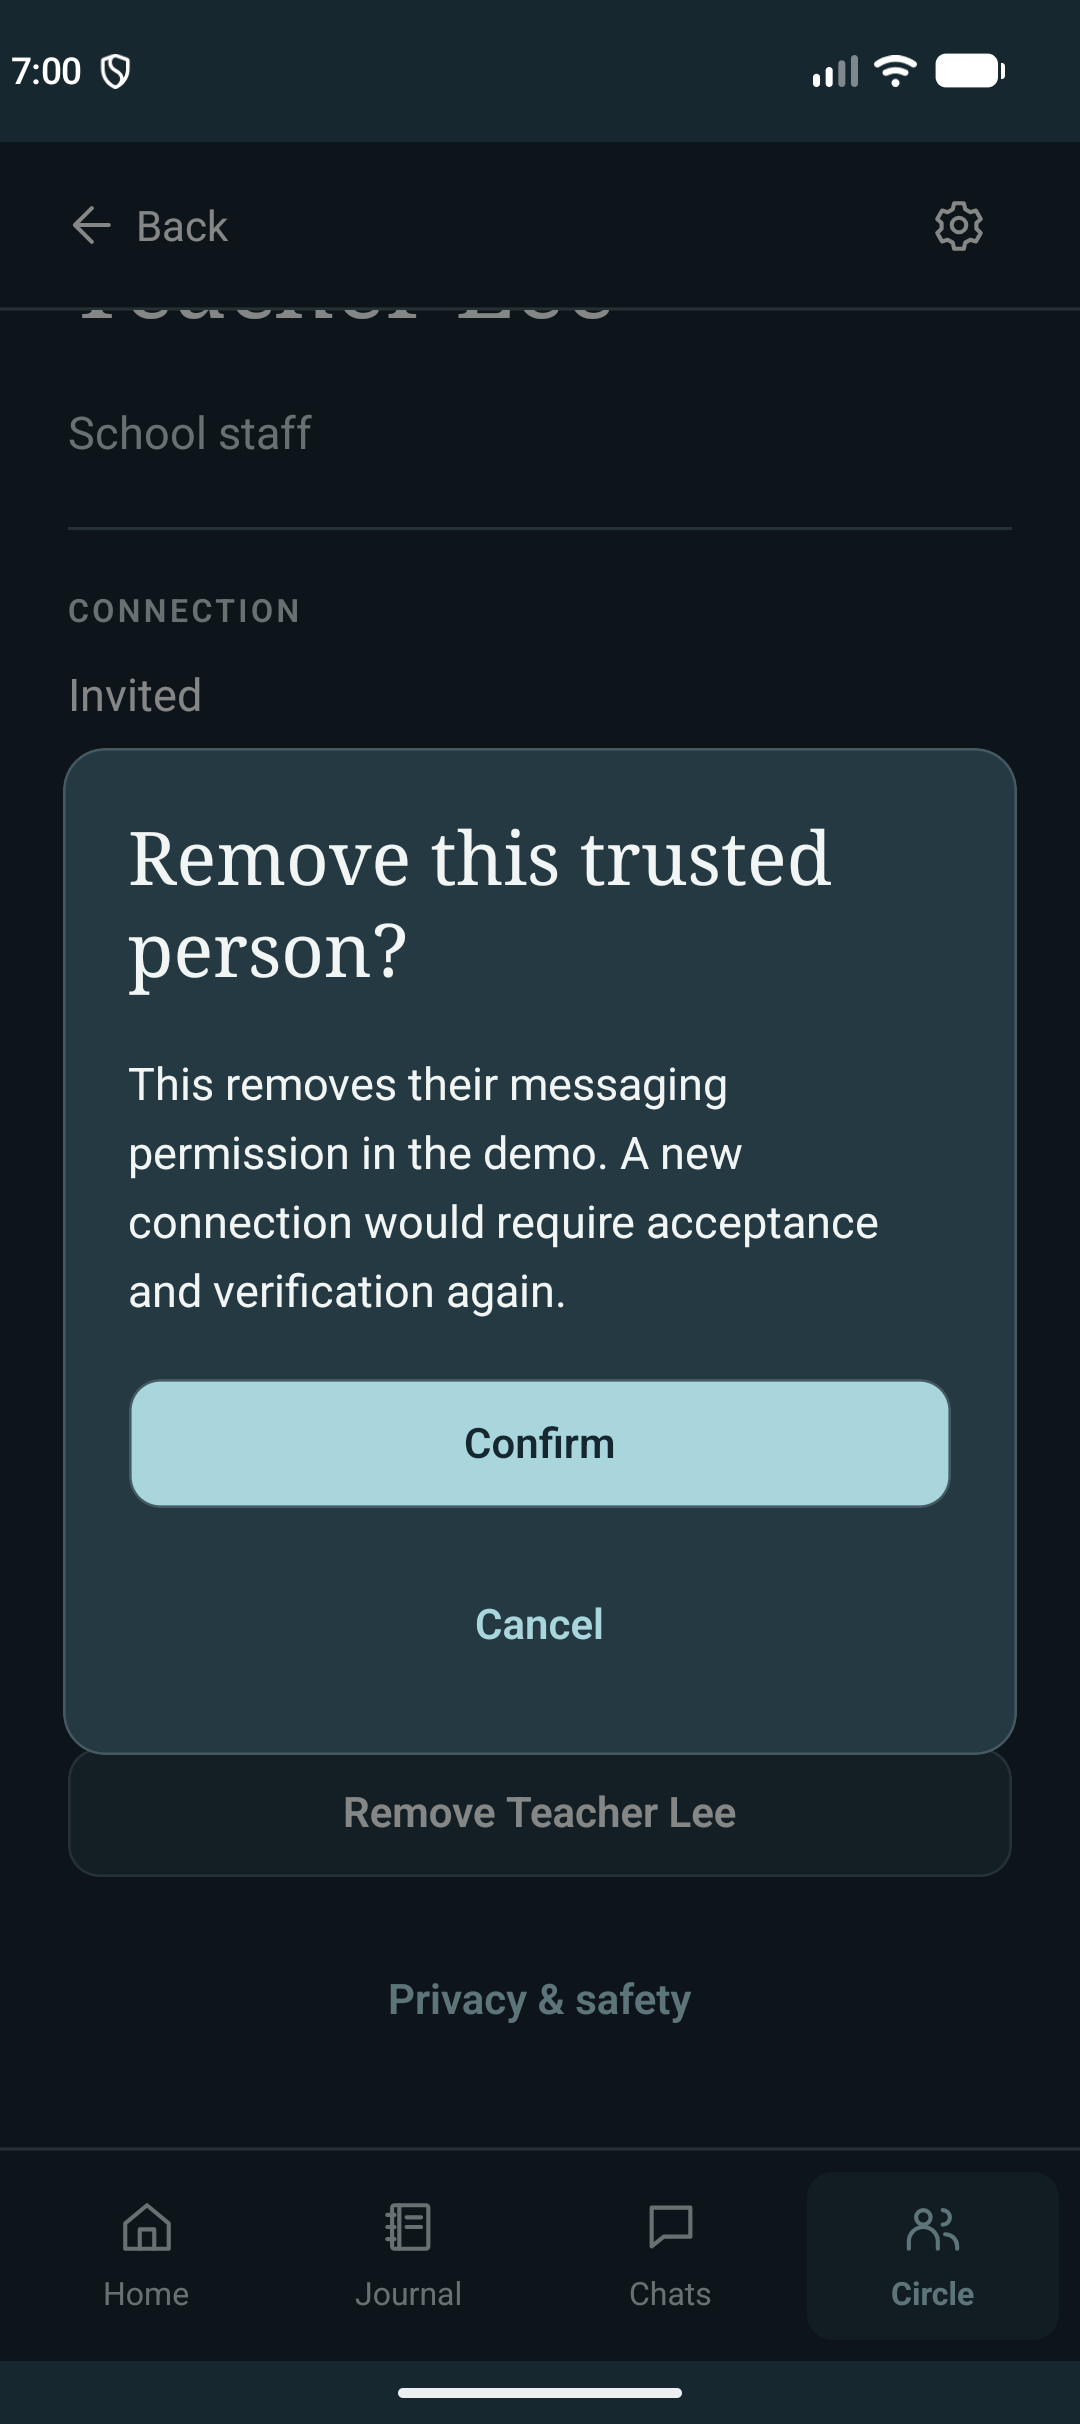 7:00
Back
Teacher Lee
School staff
CONNECTION
Invited
Remove this trusted
person?
This removes their messaging
permission in the demo. A new
connection would require acceptance
and verification again.
Confirm
Cancel
Remove Teacher Lee
Privacy & safety
Home
Journal
Chats
Circle